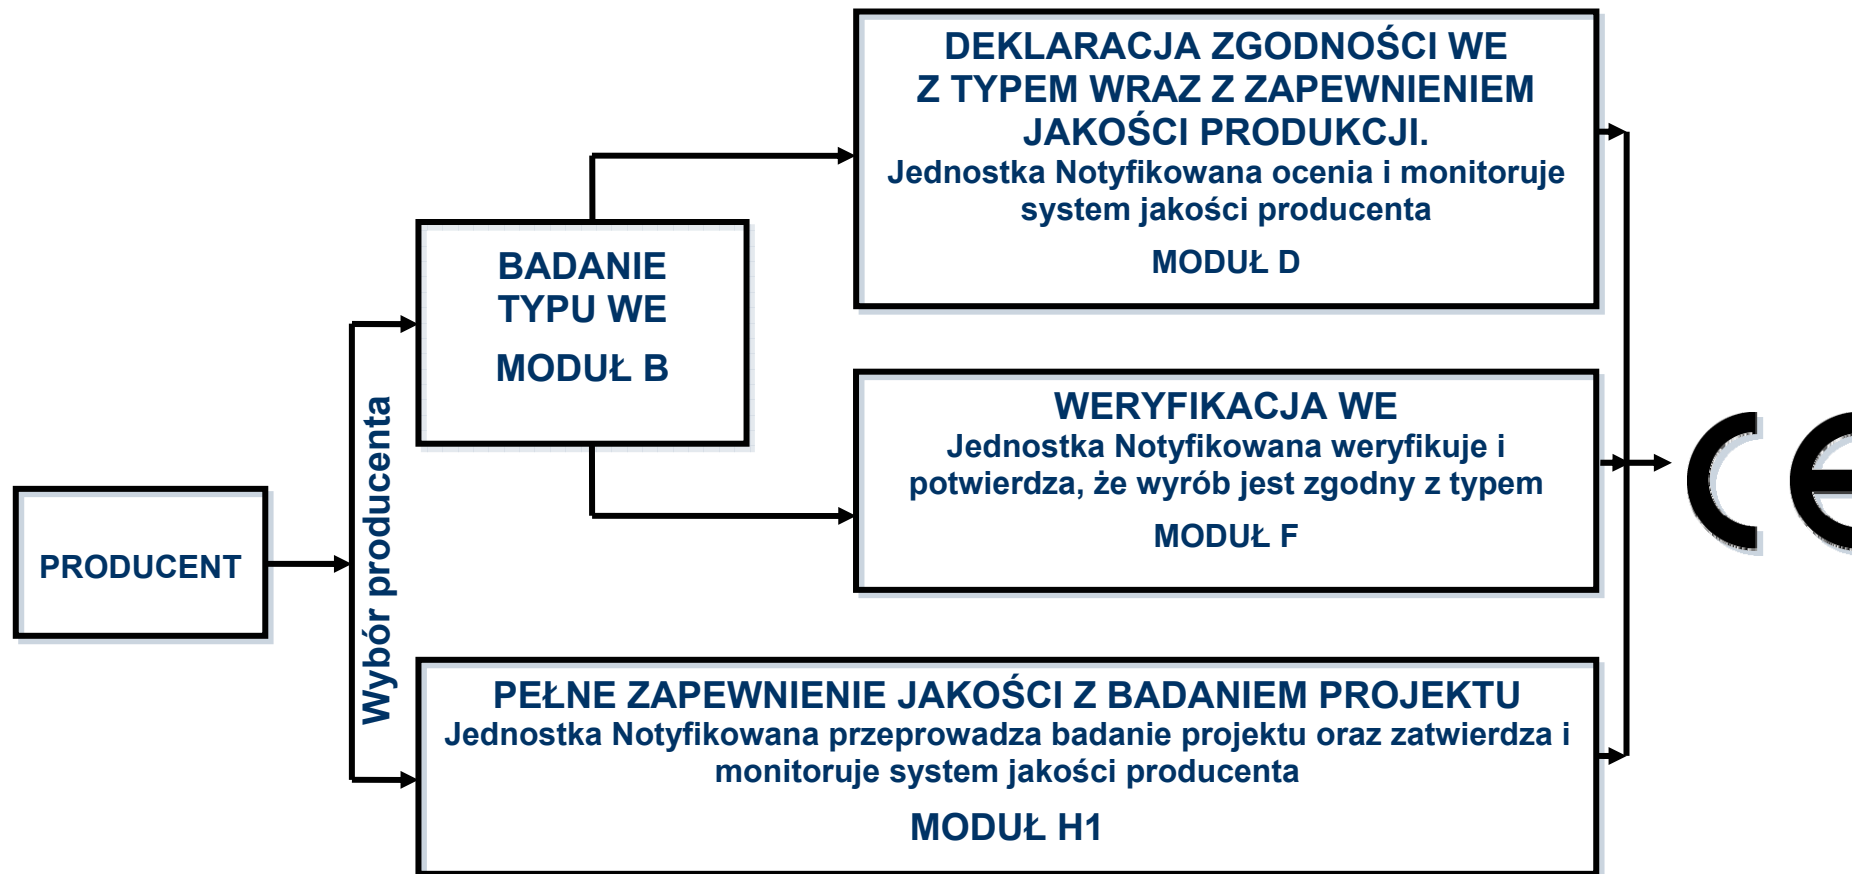 PRODUCENT
Wybór producenta
BADANIE
TYPU WE
MODUŁ B
DEKLARACJA ZGODNOŚCI WE
Z TYPEM WRAZ Z ZAPEWNIENIEM
JAKOŚCI PRODUKCJI.
Jednostka Notyfikowana ocenia i monitoruje
system jakości producenta
MODUŁ D
WERYFIKACJA WE
Jednostka Notyfikowana weryfikuje i
potwierdza, że wyrób jest zgodny z typem
MODUŁ F
PEŁNE ZAPEWNIENIE JAKOŚCI Z BADANIEM PROJEKTU
Jednostka Notyfikowana przeprowadza badanie projektu oraz zatwierdza i
monitoruje system jakości producenta
MODUŁ H1
CE